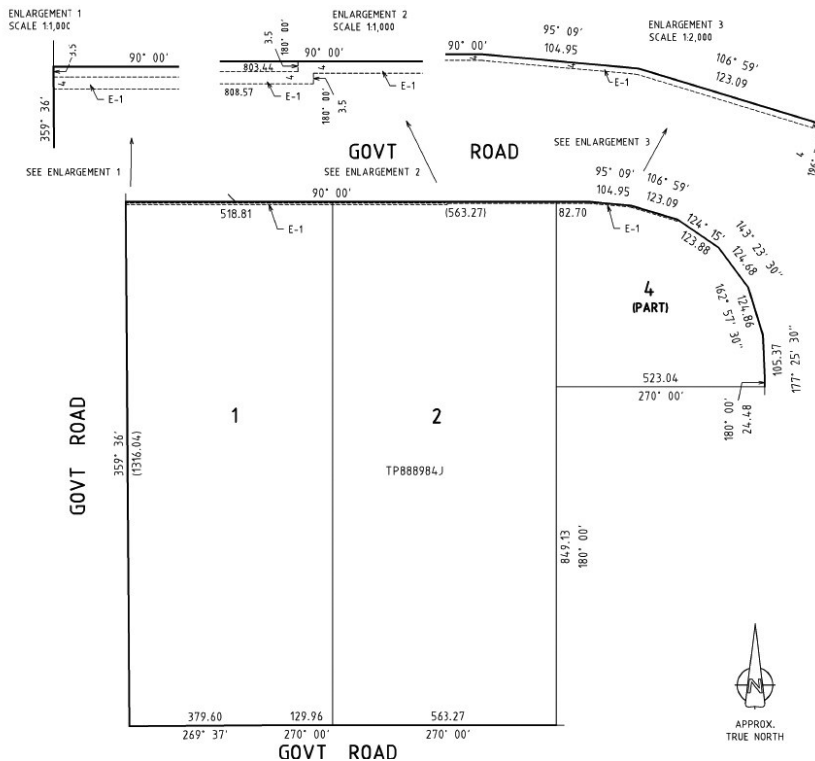 ENLARGEMENT 1
SCALE 1:1,000
ENLARGEMENT 2
SCALE 1:1,000
ENLARGEMENT 3
SCALE 1:2,000
3.5
90° 00'
4
E-1
359° 36'
803.44
3.5
180° 00'
90° 00'
4
4
808.57
E-1
180° 00'
3.5
E-1
90° 00'
95° 09'
104.95
4
4
E-1
106° 59'
123.09
4
SEE ENLARGEMENT 1
SEE ENLARGEMENT 2
SEE ENLARGEMENT 3
GOVT ROAD
90° 00'
518.81
E-1
(563.27)
82.70
95° 09'
104.95
E-1
106° 59'
123.09
124° 15'
123.88
143° 23' 30"
124.68
162° 57' 30"
124.86
105.37
177° 25' 30"
4
(PART)
523.04
270° 00'
180° 00'
24.48
GOVT ROAD
359° 36'
(1316.04)
1
2
TP888984J
849.13
180° 00'
379.60
129.96
563.27
269° 37'
270° 00'
270° 00'
GOVT ROAD
N
APPROX.
TRUE NORTH